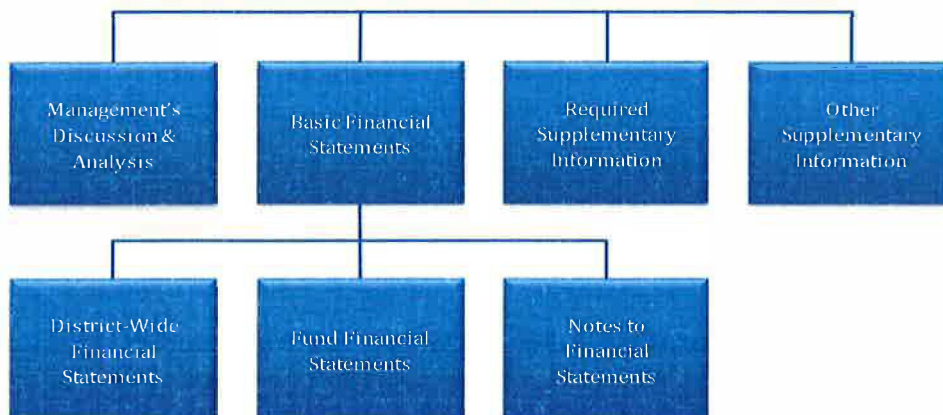 Management's
Discussion &
Analysis
Basic Financial
Statements
Required
Supplementary
Information
Other
Supplementary
Information
District-Wide
Financial
Statements
Fund Financial
Statements
Notes to
Financial
Statements